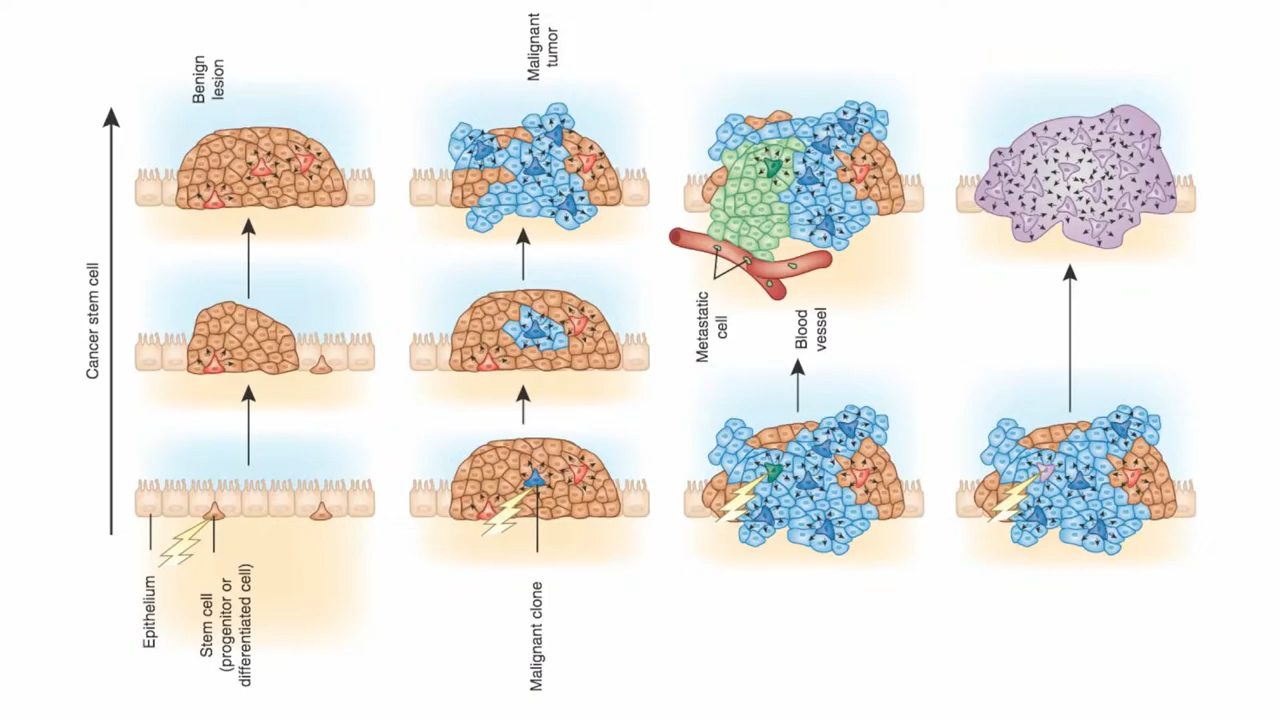 Cancer stem cell
Benign
lesion
Epithelium
Stem cell
(progenitor or
differentiated cell)
Malignant
tumor
Malignant clone
Metastatic
cell
Blood
vessel